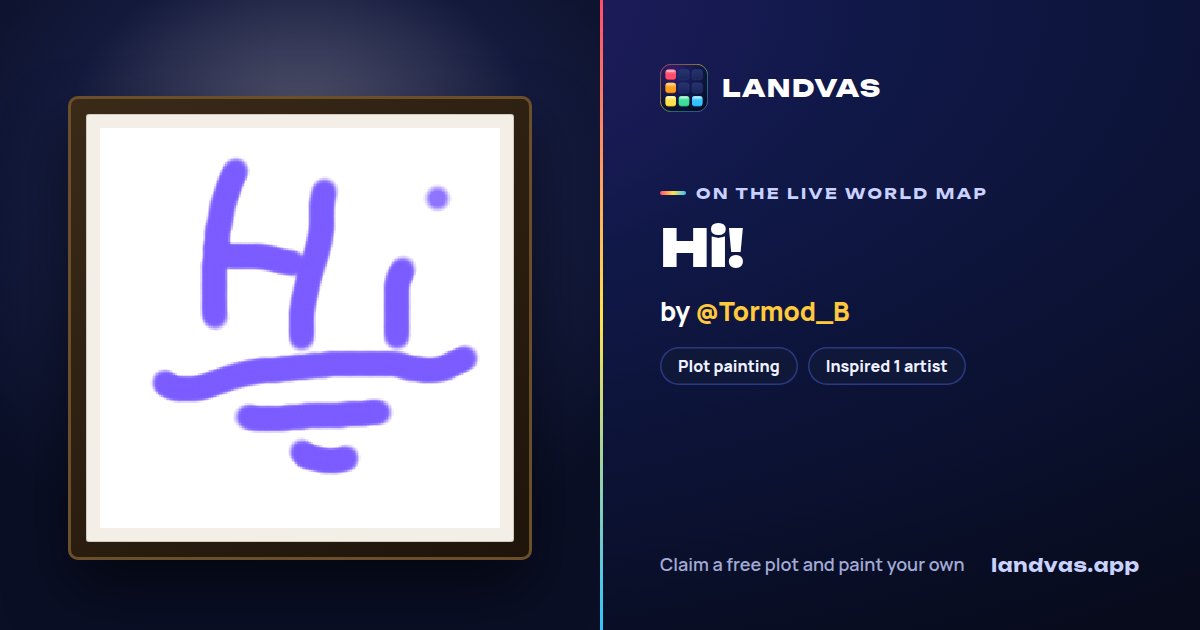 Hi
LANDVAS
ON THE LIVE WORLD MAP
Hi!
by @Tormod_B
Plot painting
Inspired 1 artist
Claim a free plot and paint your own
landvas.app